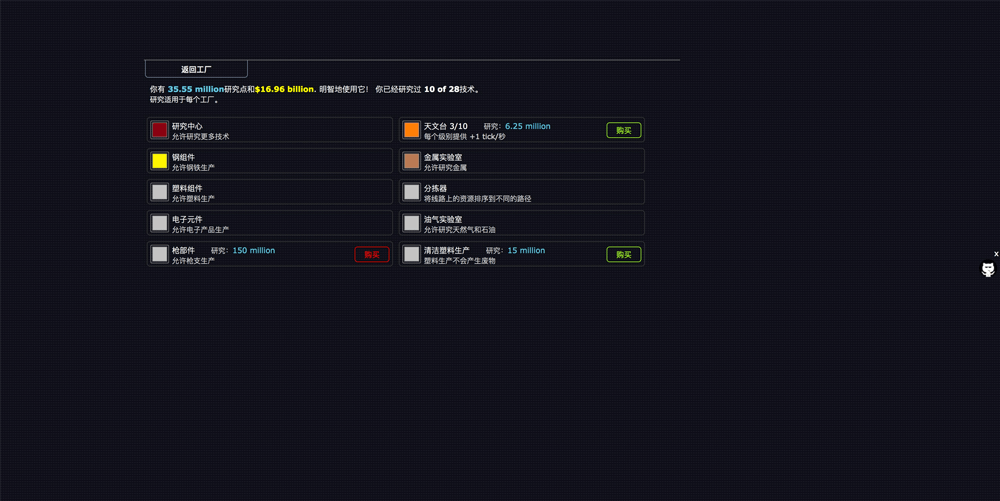 返回工厂
你有 35.55 million研究点和$16.96 billion. 明智地使用它！ 你已经研究过 10 of 28技术。
研究适用于每个工厂。
研究中心
允许研究更多技术
天文台 3/10 研究：6.25 million
每个级别提供 +1 tick/秒
购买
钢组件
允许钢铁生产
金属实验室
允许研究金属
塑料组件
允许塑料生产
分拣器
将线路上的资源排序到不同的路径
电子元件
允许电子产品生产
油气实验室
允许研究天然气和石油
枪部件 研究：150 million
允许枪支生产
购买
清洁塑料生产 研究：15 million
塑料生产不会产生废物
购买
x